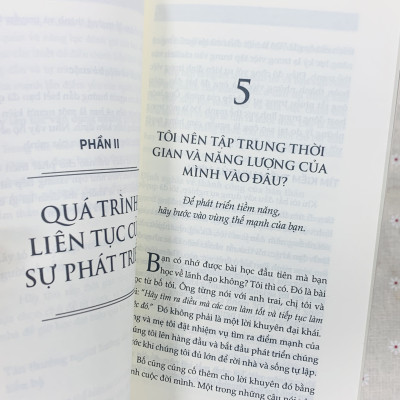 PHẦN II
QUÁ TRÌNH
LIÊN TỤC
SỰ PHÁT
5
TÔI NÊN TẬP TRUNG THỜI
GIAN VÀ NĂNG LƯỢNG CỦA
MÌNH VÀO ĐÂU?
Để phát triển tiềm năng,
hãy bước vào vùng thế mạnh của bạn.
Bạn có nhớ được bài học đầu tiên mà bạn
học về lãnh đạo không? Tôi thì có. Đó là bài
học từ bố tôi. Ông từng nói với anh trai, chị tôi và
tôi: “Hãy tìm ra điều mà các con làm tốt và tiếp tục làm
đó.” Đó không phải là một lời khuyên đại khái.
và mẹ tôi đặt nhiệm vụ tìm ra điểm mạnh của
chúng tôi lên hàng đầu và bắt đầu phát triển chúng
trước khi chúng tôi đủ lớn để rời nhà và sống tự lập.
Bố cũng củng cố thêm cho lời khuyên đó bằng
cuộc đời mình. Một trong những câu nói